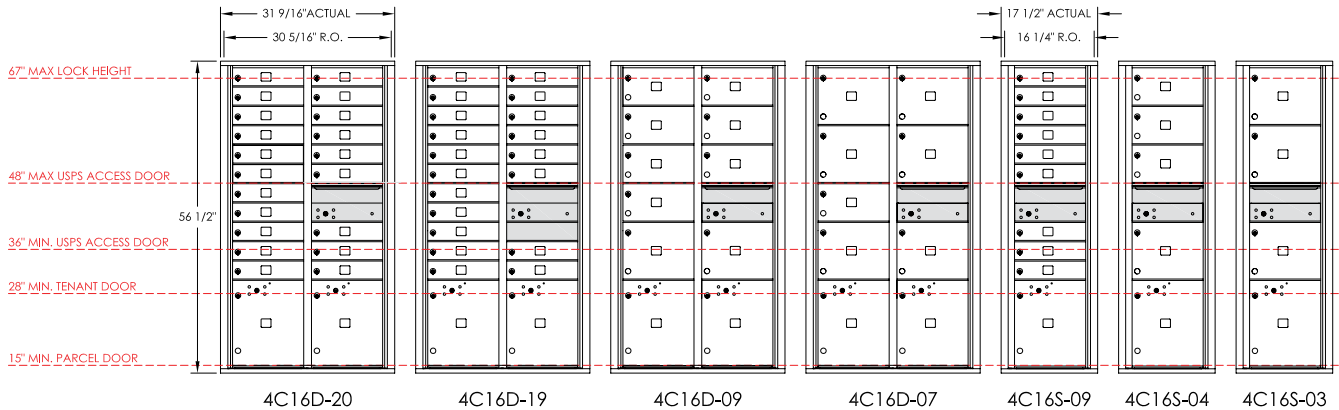 31 9/16"ACTUAL
30 5/16" R.O.
17 1/2" ACTUAL
16 1/4" R.O.
67" MAX LOCK HEIGHT
48" MAX USPS ACCESS DOOR
56 1/2"
36" MIN. USPS ACCESS DOOR
28" MIN. TENANT DOOR
15" MIN. PARCEL DOOR
4C16D-20
4C16D-19
4C16D-09
4C16D-07
4C16S-09
4C16S-04
4C16S-03